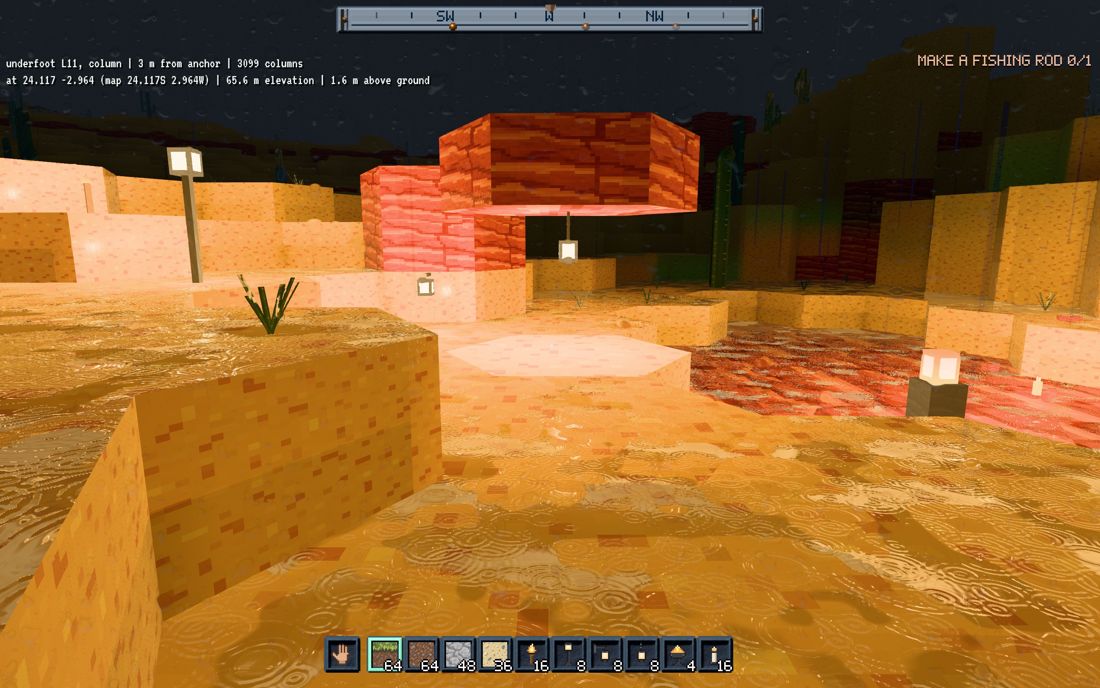 SW W NW
underfoot L11, column | 3 m from anchor | 3099 columns
at 24.117 -2.964 (map 24.117S 2.964W) | 65.6 m elevation | 1.6 m above ground
MAKE A FISHING ROD 0/1
64 64 48 36 16 8 8 8 4 16